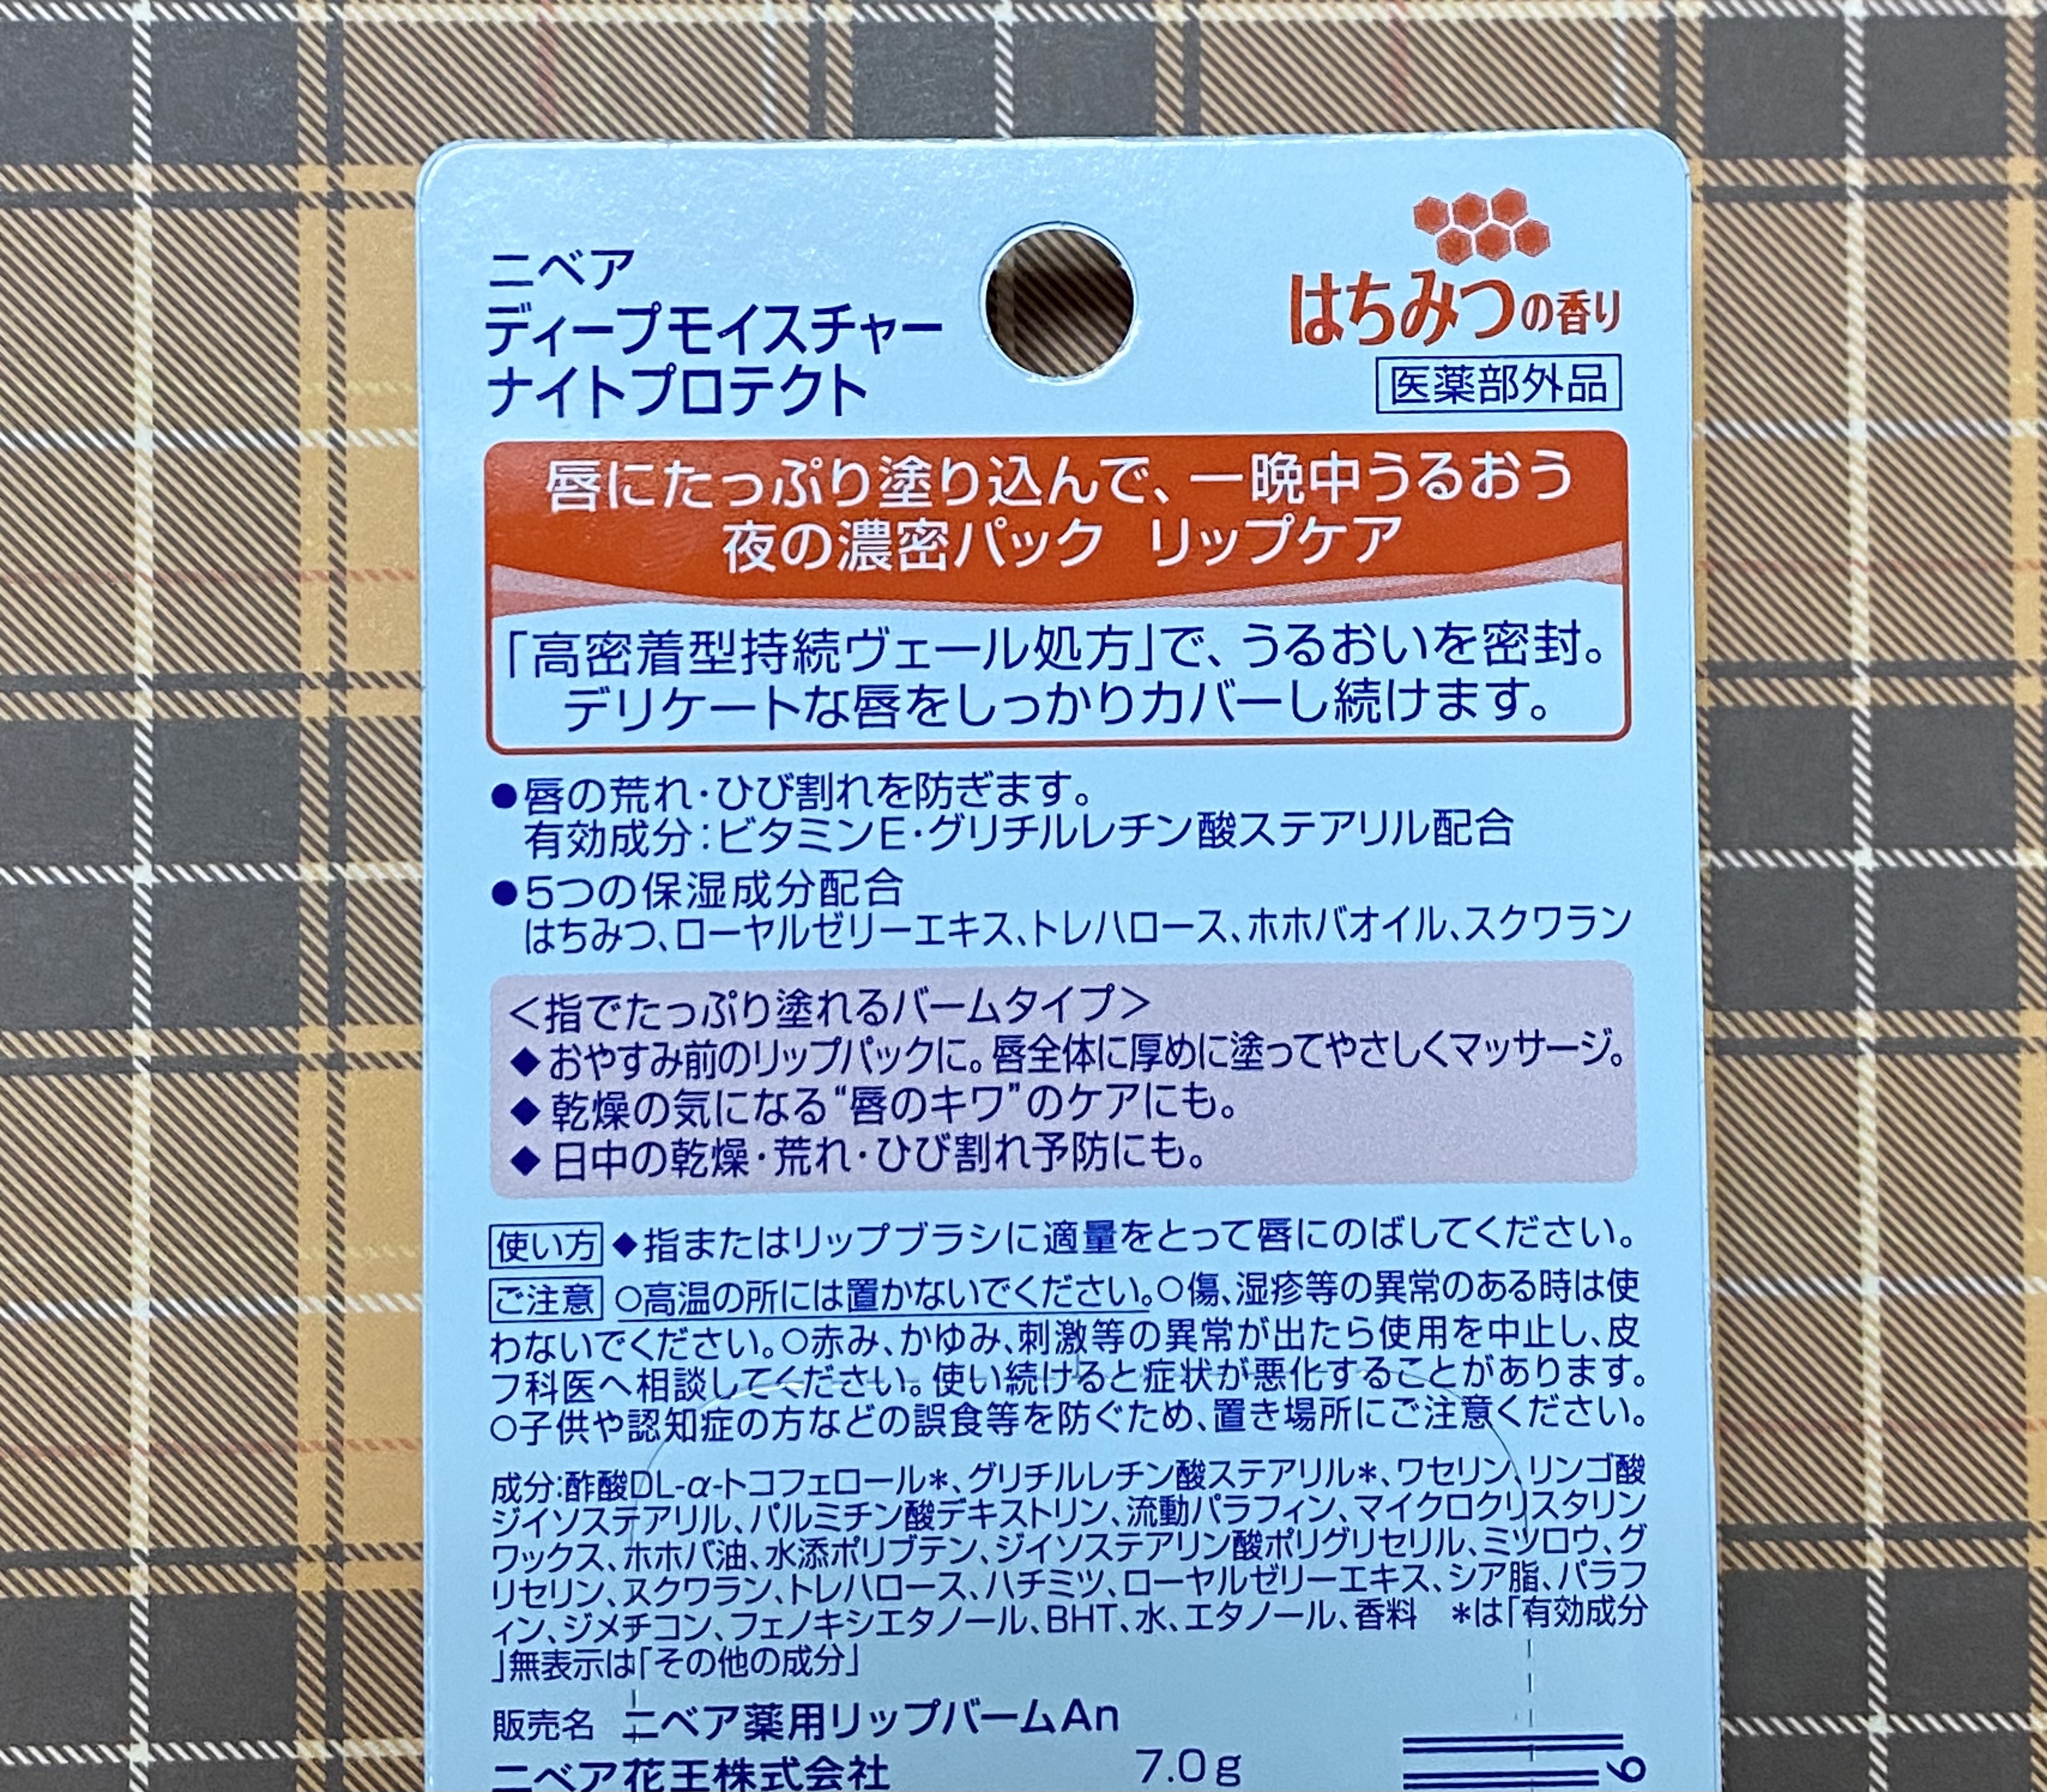 ニベア
ディープモイスチャー
ナイトプロテクト
はちみつの香り
医薬部外品
唇にたっぷり塗り込んで、一晩中うるおう
夜の濃密パック リップケア
「高密着型持続ヴェール処方」で、うるおいを密封。
デリケートな唇をしっかりカバーし続けます。
●唇の荒れ・ひび割れを防ぎます。
有効成分：ビタミンE・グリチルレチン酸ステアリル配合
●5つの保湿成分配合
はちみつ、ローヤルゼリーエキス、トレハロース、ホホバオイル、スクワラン
＜指でたっぷり塗れるバームタイプ＞
◆おやすみ前のリップパックに。唇全体に厚めに塗ってやさしくマッサージ。
◆乾燥の気になる“唇のキワ”のケアにも。
◆日中の乾燥・荒れ・ひび割れ予防にも。
使い方 ◆指またはリップブラシに適量をとって唇にのばしてください。
ご注意 ○高温の所には置かないでください。○傷、湿疹等の異常のある時は使
わないでください。○赤み、かゆみ、刺激等の異常が出たら使用を中止し、皮
フ科医へ相談してください。使い続けると症状が悪化することがあります。
○子供や認知症の方などの誤食等を防ぐため、置き場所にご注意ください。
成分：酢酸DL-α-トコフェロール＊、グリチルレチン酸ステアリル＊、ワセリン、リンゴ酸
ジイソステアリル、パルミチン酸デキストリン、流動パラフィン、マイクロクリスタリン
ワックス、ホホバ油、水添ポリブテン、ジイソステアリン酸ポリグリセリル、ミツロウ、グ
リセリン、スクワラン、トレハロース、ハチミツ、ローヤルゼリーエキス、シア脂、パラフ
ィン、ジメチコン、フェノキシエタノール、BHT、水、エタノール、香料 ＊は「有効成分
」無表示は「その他の成分」
販売名 ニベア薬用リップバームAn
ニベア花王株式会社 7.0g
9